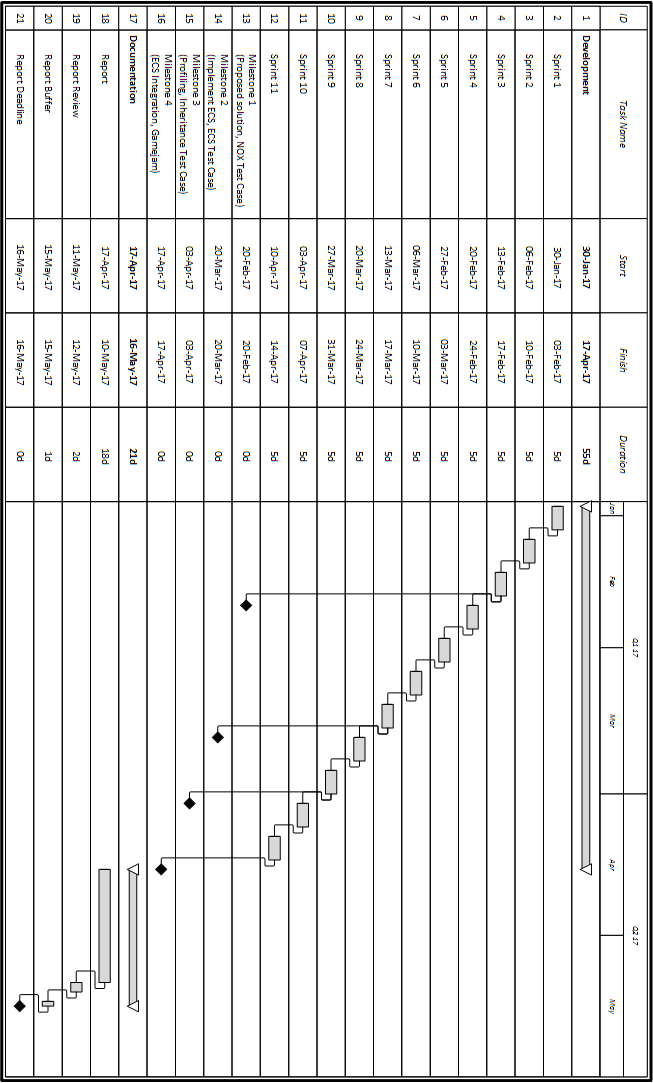 ID Task Name Start Finish Duration
Q1 17 Q2 17
Jan Feb Mar Apr May
1 Development 30-Jan-17 17-Apr-17 55d
2 Sprint 1 30-Jan-17 03-Feb-17 5d
3 Sprint 2 06-Feb-17 10-Feb-17 5d
4 Sprint 3 13-Feb-17 17-Feb-17 5d
5 Sprint 4 20-Feb-17 24-Feb-17 5d
6 Sprint 5 27-Feb-17 03-Mar-17 5d
7 Sprint 6 06-Mar-17 10-Mar-17 5d
8 Sprint 7 13-Mar-17 17-Mar-17 5d
9 Sprint 8 20-Mar-17 24-Mar-17 5d
10 Sprint 9 27-Mar-17 31-Mar-17 5d
11 Sprint 10 03-Apr-17 07-Apr-17 5d
12 Sprint 11 10-Apr-17 14-Apr-17 5d
13 Milestone 1
(Proposed solution, NOX Test Case) 20-Feb-17 20-Feb-17 0d
14 Milestone 2
(Implement ECS, ECS Test Case) 20-Mar-17 20-Mar-17 0d
15 Milestone 3
(Profiling, Inheritance Test Case) 03-Apr-17 03-Apr-17 0d
16 Milestone 4
(ECS Integration, Gamejam) 17-Apr-17 17-Apr-17 0d
17 Documentation 17-Apr-17 16-May-17 21d
18 Report 17-Apr-17 10-May-17 18d
19 Report Review 11-May-17 12-May-17 2d
20 Report Buffer 15-May-17 15-May-17 1d
21 Report Deadline 16-May-17 16-May-17 0d